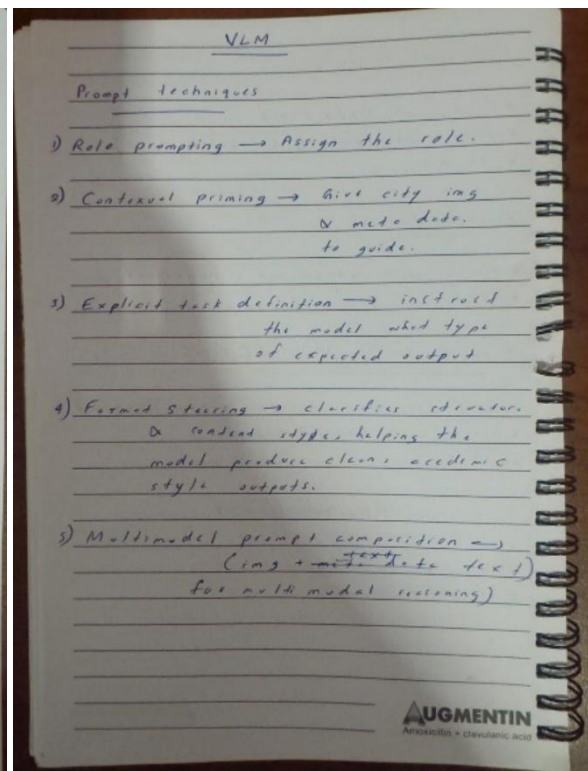 VLM
Prompt techniques
1) Role prompting → Assign the role.
2) Contexual priming → Give city img
& meta data.
to guide.
3) Explicit task definition → instruct
the model what type
of expected output
4) Format steering → clarifies structure
& content style, helping the
model produce clean, academic
style outputs.
5) Multimodel prompt composition →
text
(img + meta data text)
for multi modal reasoning)
AUGMENTIN
Amoxicillin + clavulanic acid